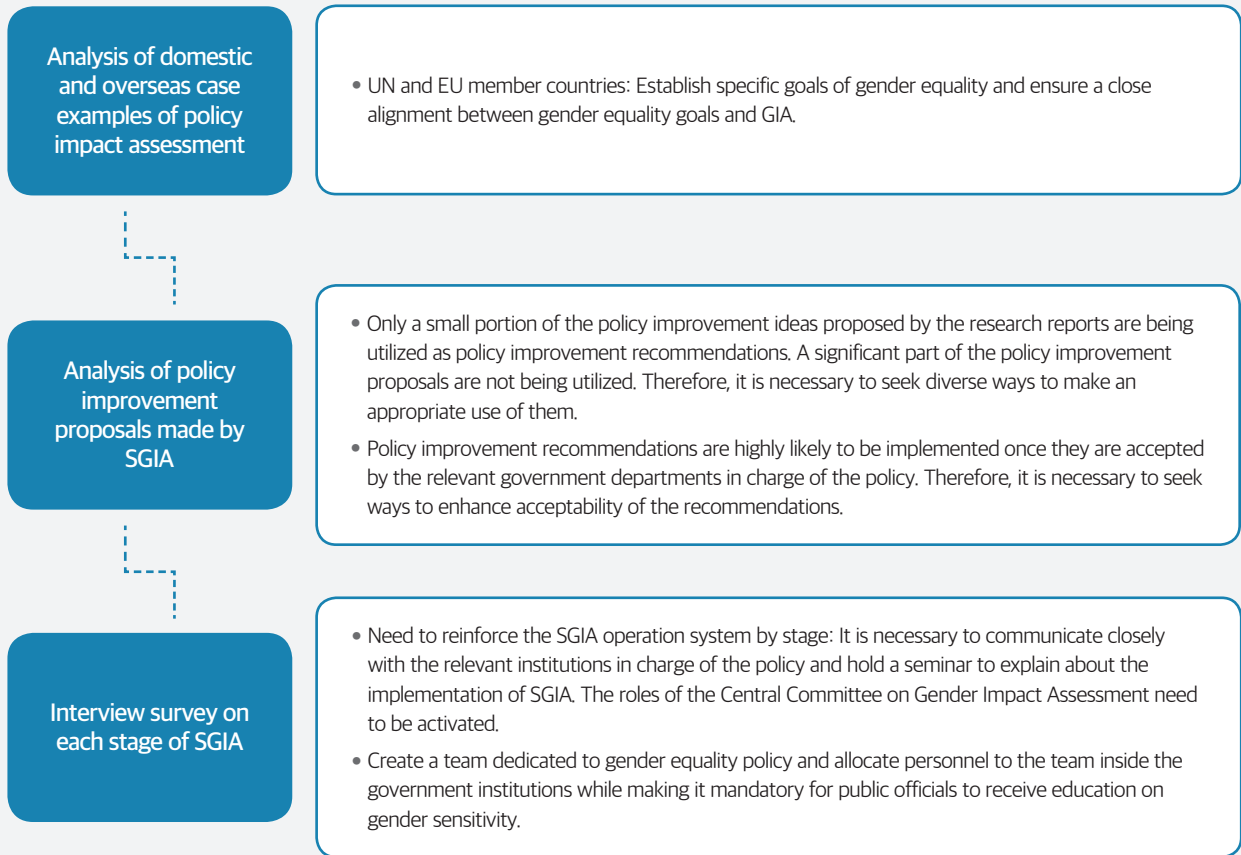 Analysis of domestic
and overseas case
examples of policy
impact assessment
• UN and EU member countries: Establish specific goals of gender equality and ensure a close
alignment between gender equality goals and GIA.
Analysis of policy
improvement
proposals made by
SGIA
• Only a small portion of the policy improvement ideas proposed by the research reports are being
utilized as policy improvement recommendations. A significant part of the policy improvement
proposals are not being utilized. Therefore, it is necessary to seek diverse ways to make an
appropriate use of them.
• Policy improvement recommendations are highly likely to be implemented once they are accepted
by the relevant government departments in charge of the policy. Therefore, it is necessary to seek
ways to enhance acceptability of the recommendations.
Interview survey on
each stage of SGIA
• Need to reinforce the SGIA operation system by stage: It is necessary to communicate closely
with the relevant institutions in charge of the policy and hold a seminar to explain about the
implementation of SGIA. The roles of the Central Committee on Gender Impact Assessment need
to be activated.
• Create a team dedicated to gender equality policy and allocate personnel to the team inside the
government institutions while making it mandatory for public officials to receive education on
gender sensitivity.